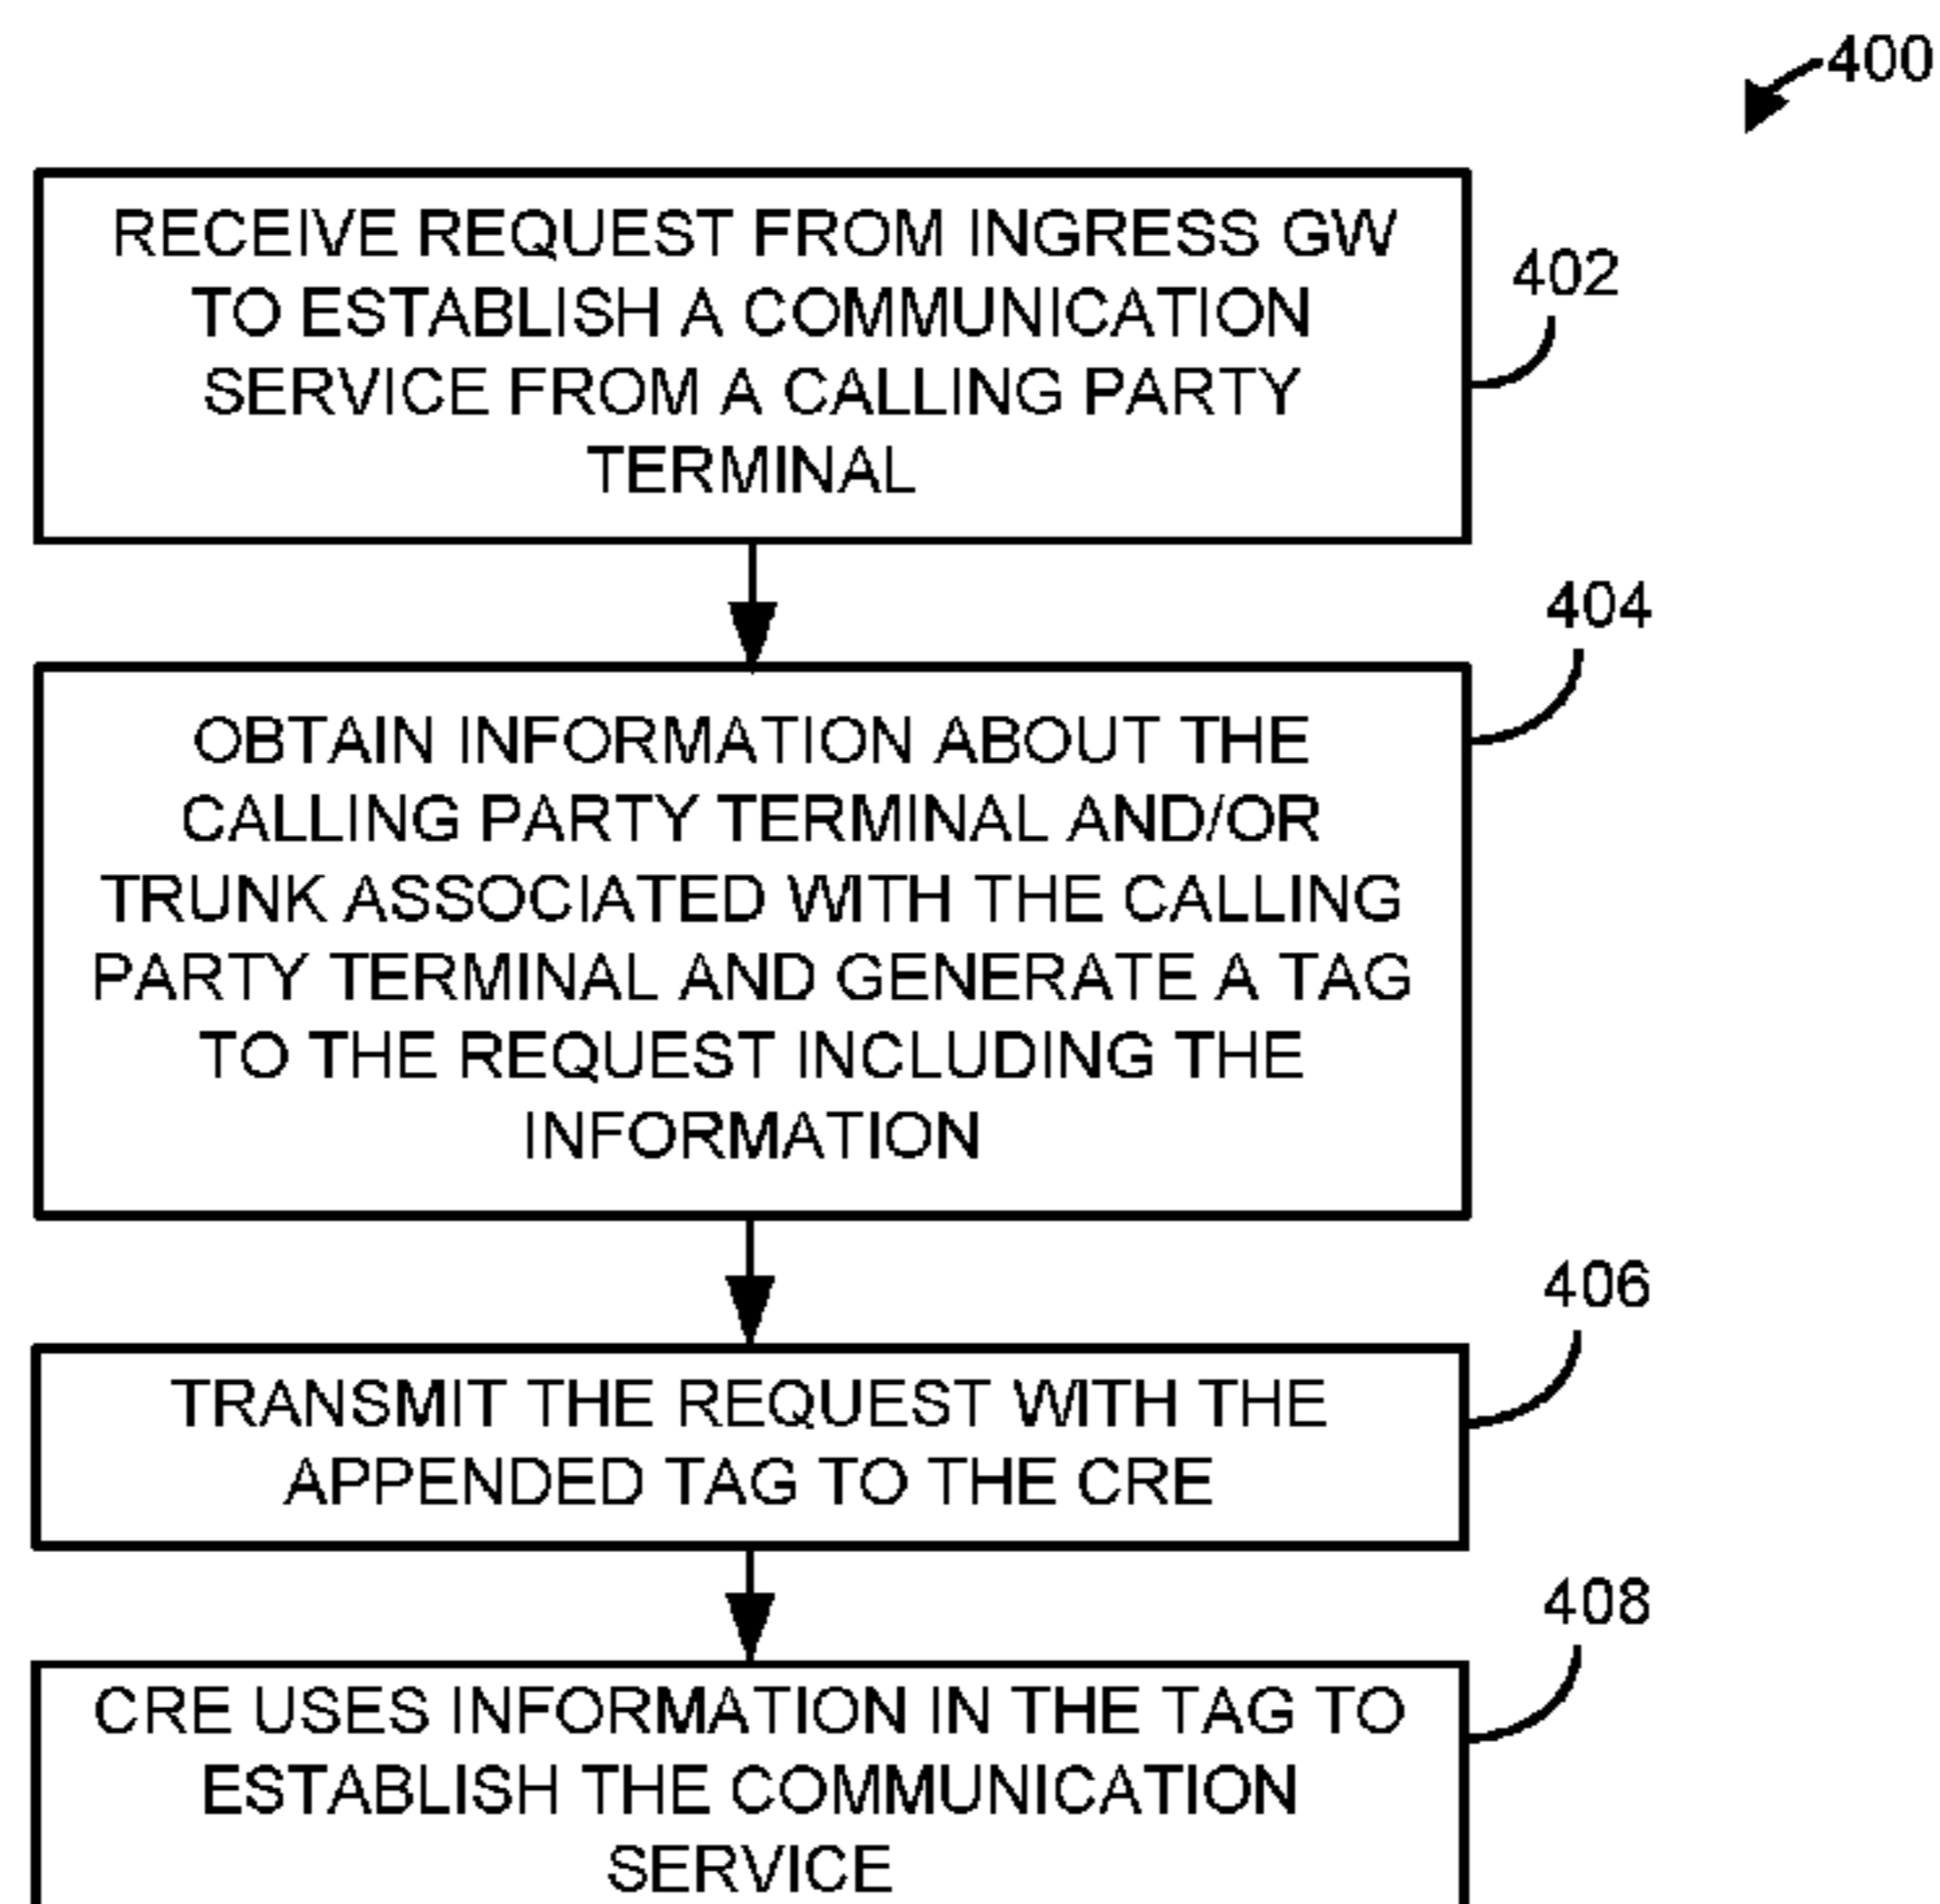 400
RECEIVE REQUEST FROM INGRESS GW
TO ESTABLISH A COMMUNICATION
SERVICE FROM A CALLING PARTY
TERMINAL
402
404
OBTAIN INFORMATION ABOUT THE
CALLING PARTY TERMINAL AND/OR
TRUNK ASSOCIATED WITH THE CALLING
PARTY TERMINAL AND GENERATE A TAG
TO THE REQUEST INCLUDING THE
INFORMATION
406
TRANSMIT THE REQUEST WITH THE
APPENDED TAG TO THE CRE
408
CRE USES INFORMATION IN THE TAG TO
ESTABLISH THE COMMUNICATION
SERVICE